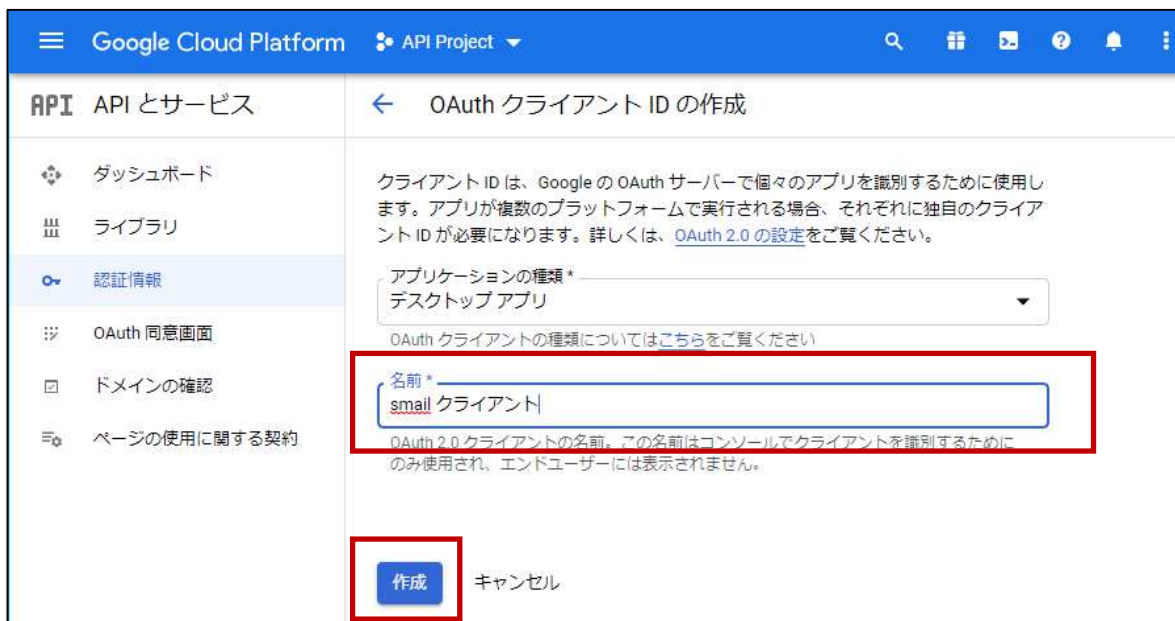 Google Cloud Platform API Project
API APIとサービス
ダッシュボード
ライブラリ
認証情報
OAuth 同意画面
ドメインの確認
ページの使用に関する契約
OAuth クライアント ID の作成
クライアント ID は、Google の OAuth サーバーで個々のアプリを識別するために使用し
ます。アプリが複数のプラットフォームで実行される場合、それぞれに独自のクライア
ント ID が必要になります。詳しくは、OAuth 2.0 の設定をご覧ください。
アプリケーションの種類 *
デスクトップ アプリ
OAuth クライアントの種類についてはこちらをご覧ください
名前 *
smail クライアント
OAuth 2.0 クライアントの名前。この名前はコンソールでクライアントを識別するために
のみ使用され、エンドユーザーには表示されません。
作成 キャンセル